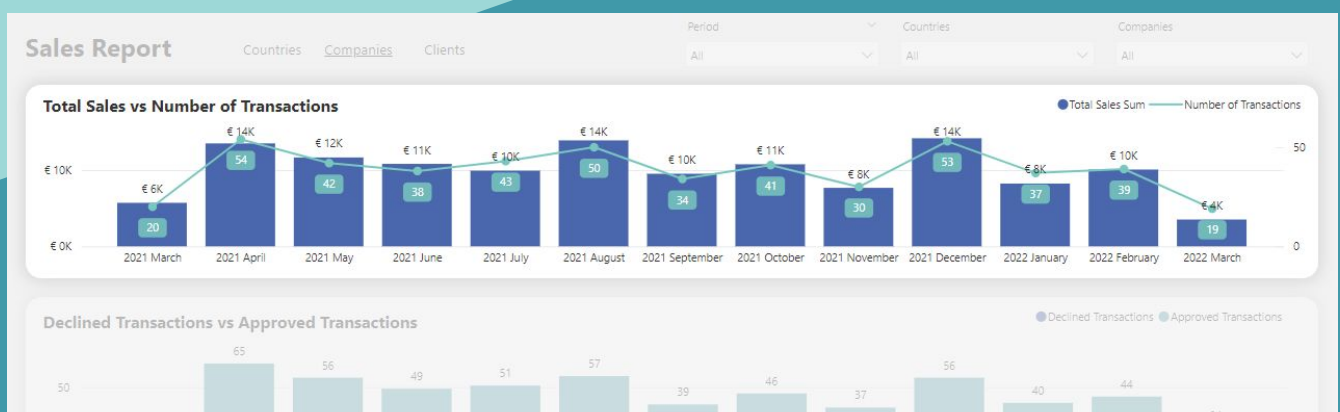 Sales Report
Countries Companies Clients
Period Countries Companies
All All All
Total Sales vs Number of Transactions
Total Sales Sum Number of Transactions
€ 14K € 14K € 14K
€ 12K € 11K € 10K € 10K € 11K € 8K € 8K € 10K
€ 6K € 4K
€ 10K
€ 0K
50
0
20 54 42 38 43 50 34 41 30 53 37 39 19
2021 March 2021 April 2021 May 2021 June 2021 July 2021 August 2021 September 2021 October 2021 November 2021 December 2022 January 2022 February 2022 March
Declined Transactions vs Approved Transactions
Declined Transactions Approved Transactions
65 56 49 51 57 39 46 37 56 40 44
50